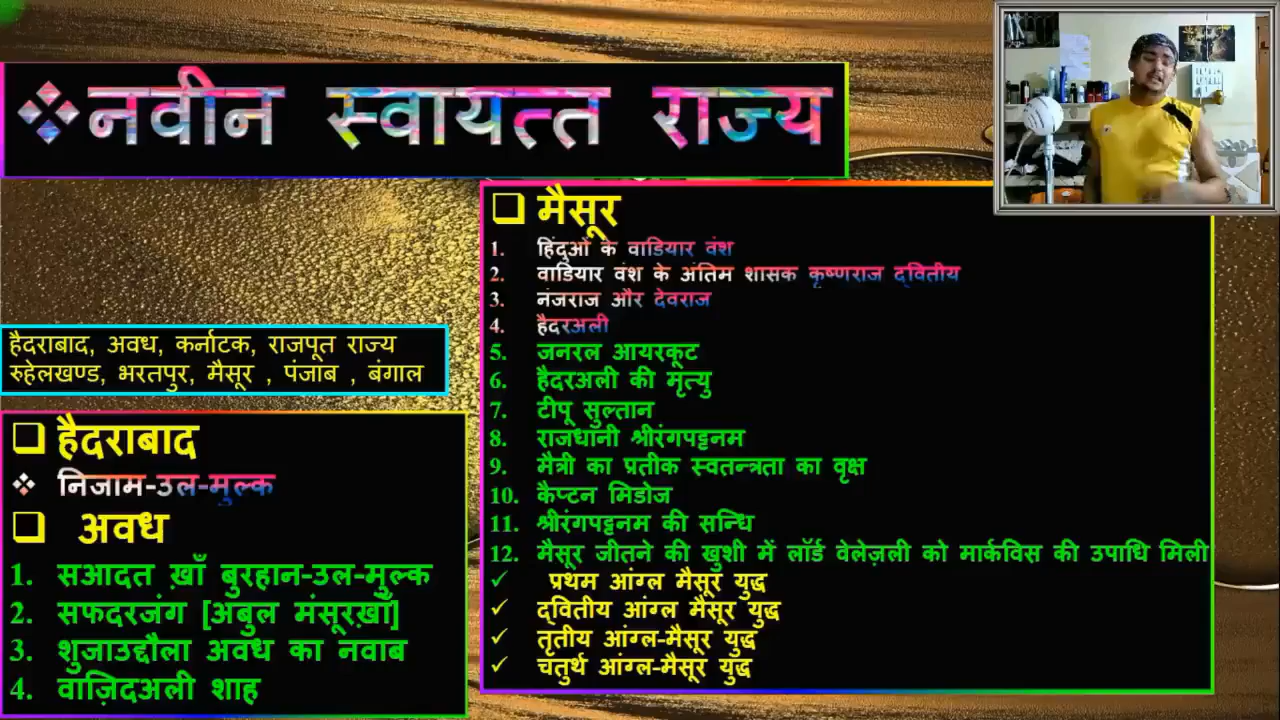 ❖नवीन स्वायत्त राज्य
हैदराबाद, अवध, कर्नाटक, राजपूत राज्य
रुहेलखण्ड, भरतपुर, मैसूर , पंजाब , बंगाल
❑ हैदराबाद
❖ निजाम-उल-मुल्क
❑ अवध
1. सआदत ख़ाँ बुरहान-उल-मुल्क
2. सफदरजंग [अबुल मंसूरख़ाँ]
3. शुजाउद्दौला अवध का नवाब
4. वाज़िदअली शाह
❑ मैसूर
1. हिंदुओं के वाडियार वंश
2. वाडियार वंश के अंतिम शासक कृष्णराज द्वितीय
3. नंजराज और देवराज
4. हैदरअली
5. जनरल आयरकूट
6. हैदरअली की मृत्यु
7. टीपू सुल्तान
8. राजधानी श्रीरंगपट्टनम
9. मैत्री का प्रतीक स्वतन्त्रता का वृक्ष
10. कैप्टन मिडोज
11. श्रीरंगपट्टनम की सन्धि
12. मैसूर जीतने की खुशी में लॉर्ड वेलेज़ली को मार्कविस की उपाधि मिली
✓ प्रथम आंग्ल मैसूर युद्ध
✓ द्वितीय आंग्ल मैसूर युद्ध
✓ तृतीय आंग्ल-मैसूर युद्ध
✓ चतुर्थ आंग्ल-मैसूर युद्ध